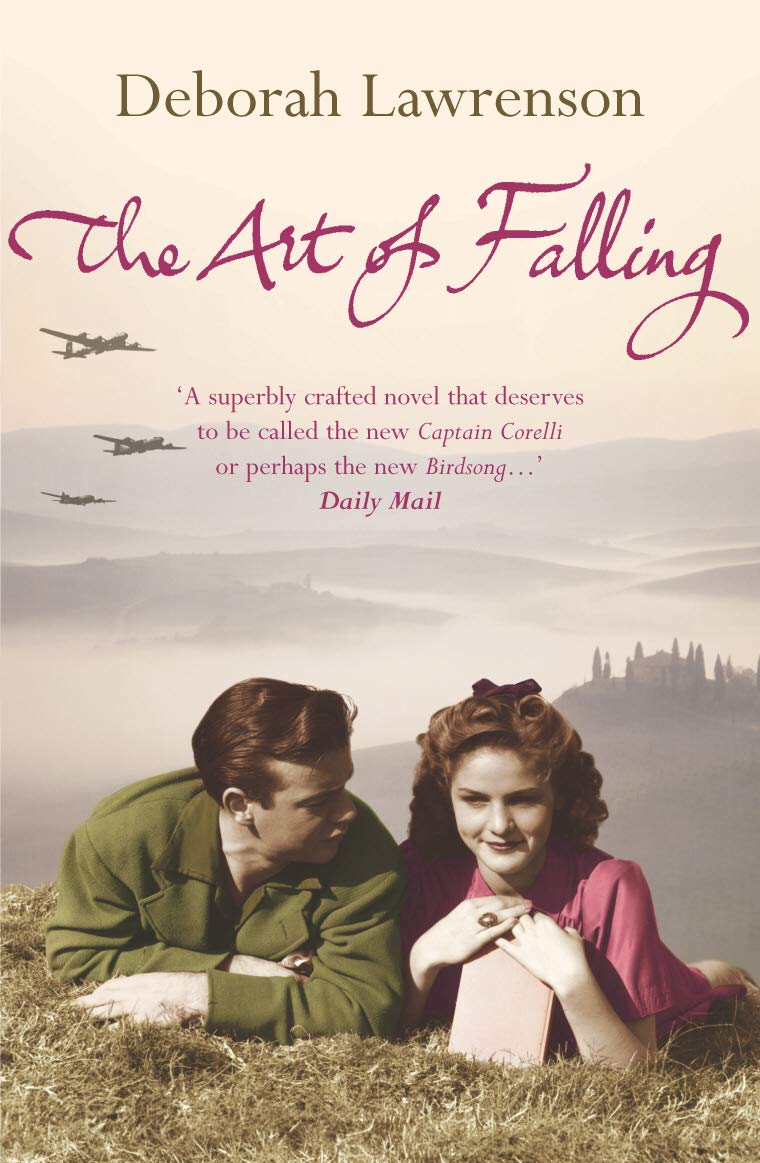 Deborah Lawrenson
The Art of Falling
‘A superbly crafted novel that deserves
to be called the new Captain Corelli
or perhaps the new Birdsong…’
Daily Mail